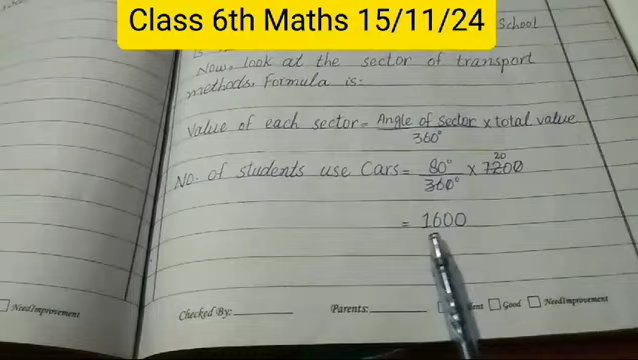 Class 6th Maths 15/11/24
School
is
Now, look at the sector of transport
methods. Formula is:
Value of each sector = Angle of sector × total value
360°
No. of students use Cars = 80° × 7200
360°
20
= 1600
Need Improvement
Checked By:
Parents:
Good
Need Improvement